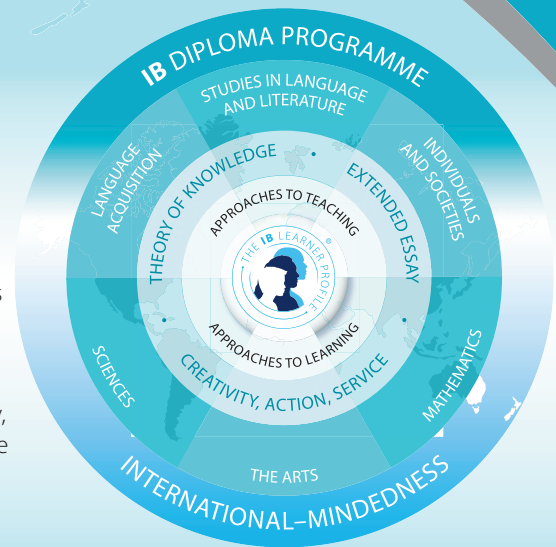 IB DIPLOMA PROGRAMME
STUDIES IN LANGUAGE
AND LITERATURE
LANGUAGE
ACQUISITION
INDIVIDUALS
AND SOCIETIES
THEORY OF KNOWLEDGE
EXTENDED ESSAY
APPROACHES TO TEACHING
THE IB LEARNER PROFILE
®
APPROACHES TO LEARNING
CREATIVITY, ACTION, SERVICE
SCIENCES
MATHEMATICS
THE ARTS
INTERNATIONAL–MINDEDNESS